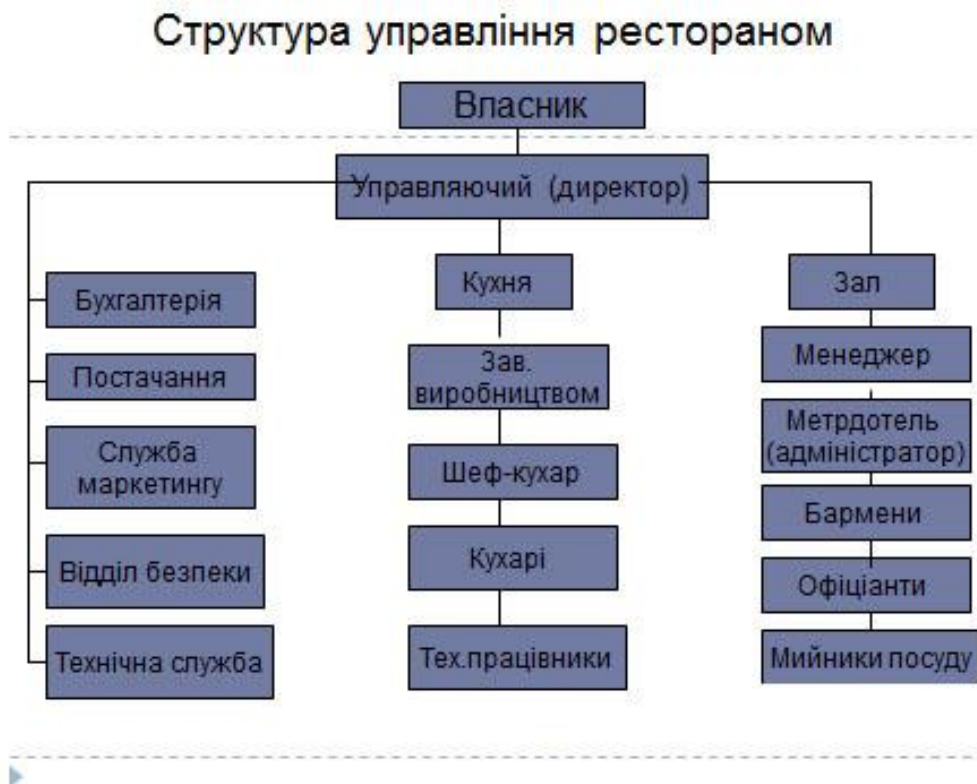 Структура управління рестораном
Власник
Управляючий (директор)
Бухгалтерія
Постачання
Служба
маркетингу
Відділ безпеки
Технічна служба
Кухня
Зав.
виробництвом
Шеф-кухар
Кухарі
Тех.працівники
Зал
Менеджер
Метрдотель
(адміністратор)
Бармени
Офіціанти
Мийники посуду